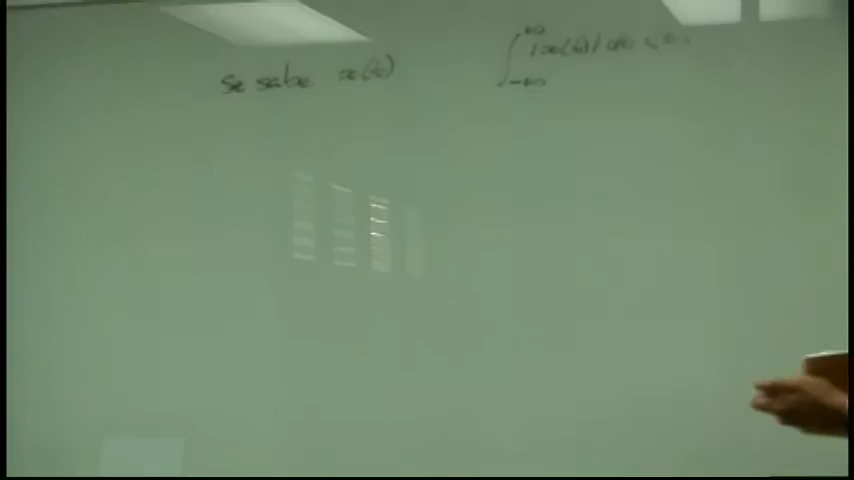 Se sabe x(t) ∫_{-∞}^{∞} |x(t)| dt < ∞.